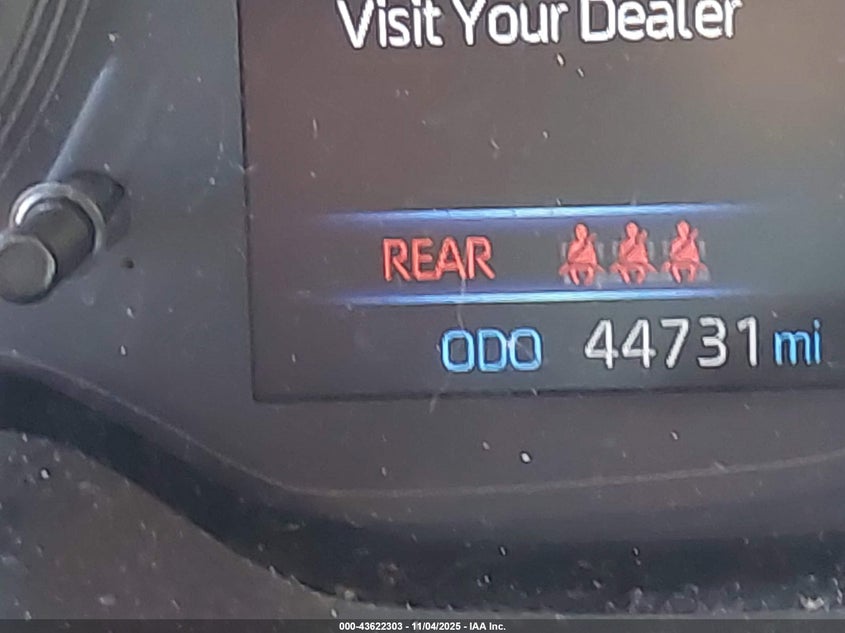 Visit Your Dealer
REAR
ODO 44731 mi
000-43622303 - 11/04/2025 - IAA Inc.